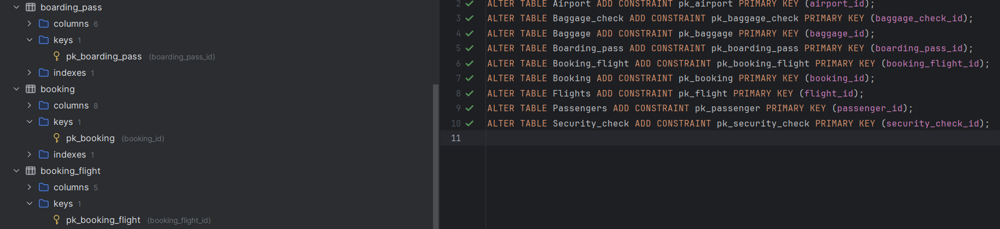 boarding_pass
columns 6
keys 1
pk_boarding_pass (boarding_pass_id)
indexes 1
booking
columns 8
keys 1
pk_booking (booking_id)
indexes 1
booking_flight
columns 5
keys 1
pk_booking_flight (booking_flight_id)
2 ALTER TABLE Airport ADD CONSTRAINT pk_airport PRIMARY KEY (airport_id);
3 ALTER TABLE Baggage_check ADD CONSTRAINT pk_baggage_check PRIMARY KEY (baggage_check_id);
4 ALTER TABLE Baggage ADD CONSTRAINT pk_baggage PRIMARY KEY (baggage_id);
5 ALTER TABLE Boarding_pass ADD CONSTRAINT pk_boarding_pass PRIMARY KEY (boarding_pass_id);
6 ALTER TABLE Booking_flight ADD CONSTRAINT pk_booking_flight PRIMARY KEY (booking_flight_id);
7 ALTER TABLE Booking ADD CONSTRAINT pk_booking PRIMARY KEY (booking_id);
8 ALTER TABLE Flights ADD CONSTRAINT pk_flight PRIMARY KEY (flight_id);
9 ALTER TABLE Passengers ADD CONSTRAINT pk_passenger PRIMARY KEY (passenger_id);
10 ALTER TABLE Security_check ADD CONSTRAINT pk_security_check PRIMARY KEY (security_check_id);
11